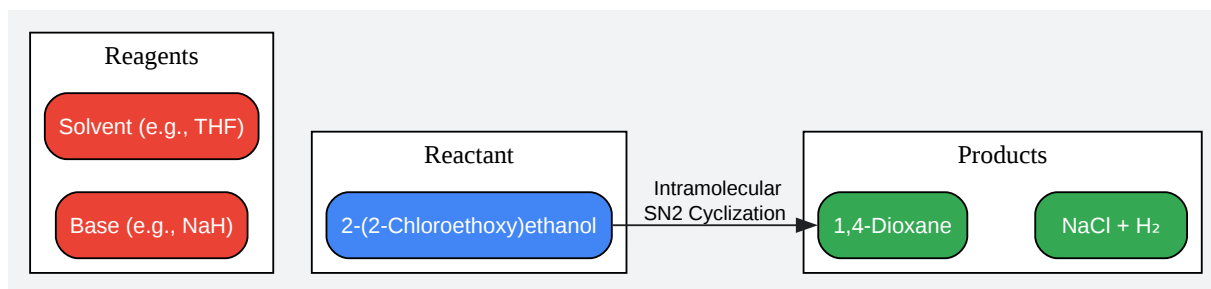 Reagents
Solvent (e.g., THF)
Base (e.g., NaH)
Reactant
2-(2-Chloroethoxy)ethanol
Intramolecular
SN2 Cyclization
Products
1,4-Dioxane
NaCl + H₂